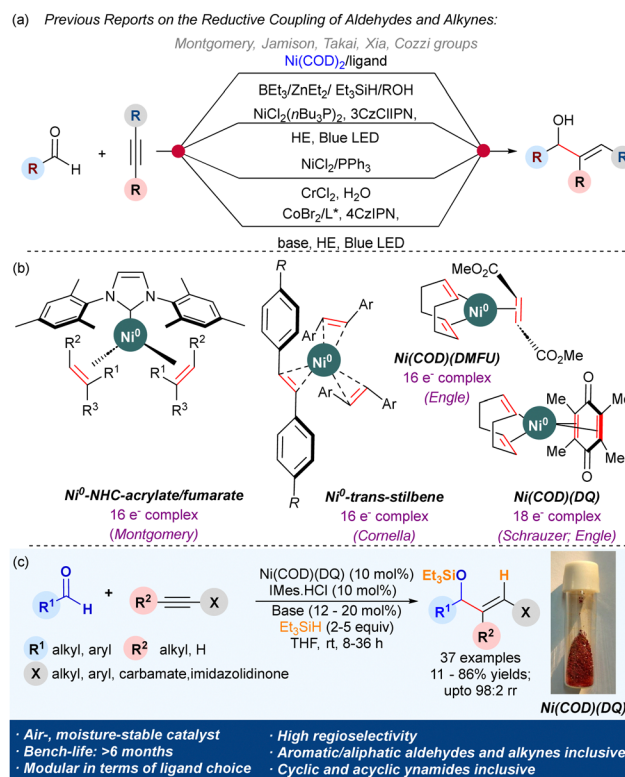 (a) Previous Reports on the Reductive Coupling of Aldehydes and Alkynes:
Montgomery, Jamison, Takai, Xia, Cozzi groups
Ni(COD)2/ligand
BEt3/ZnEt2/ Et3SiH/ROH
NiCl2(nBu3P)2, 3CzCIIPN,
HE, Blue LED
NiCl2/PPh3
CrCl2, H2O
CoBr2/L*, 4CzIPN,
base, HE, Blue LED
R
O
H
+
R
R
OH
R
R
R
(b)
Ni0
R2
R1
R3
R2
R1
R3
Ni0-NHC-acrylate/fumarate
16 e- complex
(Montgomery)
R
Ar
Ar
Ni0
Ar
Ar
R
Ni0-trans-stilbene
16 e- complex
(Cornella)
MeO2C
Ni0
CO2Me
Ni(COD)(DMFU)
16 e- complex
(Engle)
O
Me
Me
Ni0
Me
Me
O
Ni(COD)(DQ)
18 e- complex
(Schrauzer; Engle)
(c)
O
R1
H
+
R2
X
Ni(COD)(DQ) (10 mol%)
IMes.HCl (10 mol%)
Base (12 - 20 mol%)
Et3SiH (2-5 equiv)
THF, rt, 8-36 h
Et3SiO
H
R1
X
R2
R1 alkyl, aryl R2 alkyl, H
X alkyl, aryl, carbamate,imidazolidinone
37 examples
11 - 86% yields;
upto 98:2 rr
Ni(COD)(DQ)
· Air-, moisture-stable catalyst
· Bench-life: >6 months
· Modular in terms of ligand choice
· High regioselectivity
· Aromatic/aliphatic aldehydes and alkynes inclusive
· Cyclic and acyclic ynamides inclusive